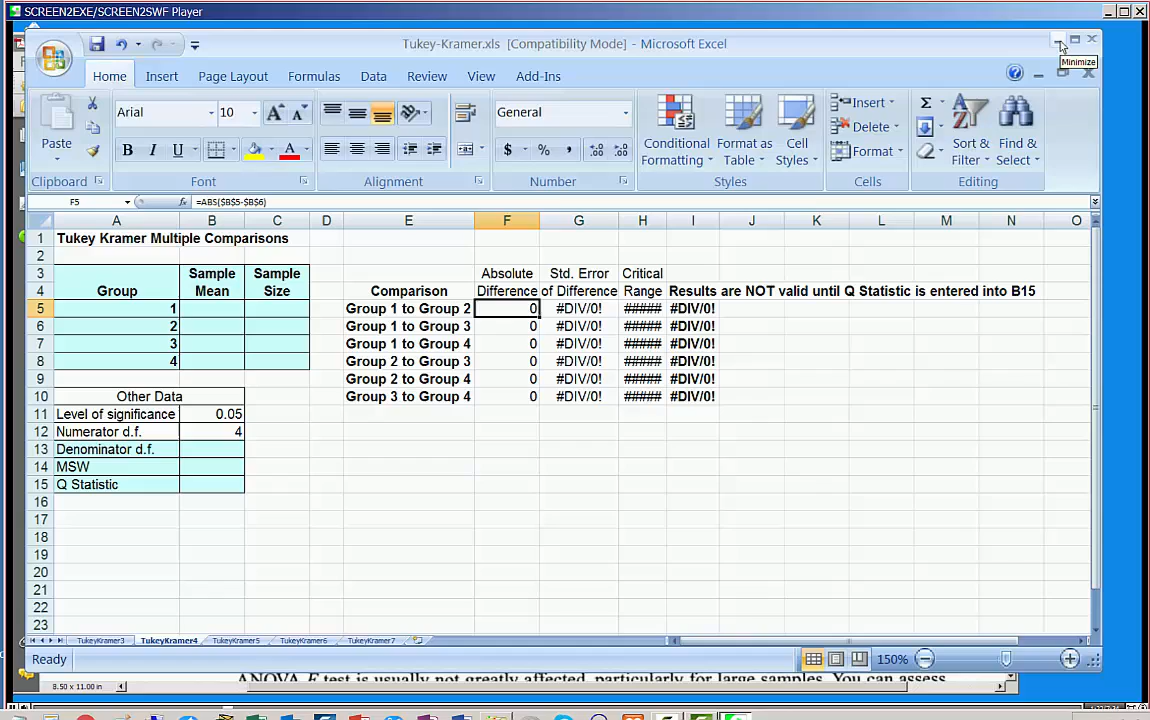 SCREEN2EXE/SCREEN2SWF Player
Tukey-Kramer.xls [Compatibility Mode] - Microsoft Excel
Minimize
Home Insert Page Layout Formulas Data Review View Add-Ins
Arial 10 General Insert Σ
Paste B I U $ % , Conditional Format as Cell Delete Sort & Find &
Formatting Table Styles Format Filter Select
Clipboard Font Alignment Number Styles Cells Editing
F5 fx =ABS($B$5-$B$6)
A B C D E F G H I J K L M N O
1 Tukey Kramer Multiple Comparisons
2
3 Sample Sample Absolute Std. Error Critical
4 Group Mean Size Comparison Difference of Difference Range Results are NOT valid until Q Statistic is entered into B15
5 1 Group 1 to Group 2 0 #DIV/0! ##### #DIV/0!
6 2 Group 1 to Group 3 0 #DIV/0! ##### #DIV/0!
7 3 Group 1 to Group 4 0 #DIV/0! ##### #DIV/0!
8 4 Group 2 to Group 3 0 #DIV/0! ##### #DIV/0!
9 Group 2 to Group 4 0 #DIV/0! ##### #DIV/0!
10 Other Data Group 3 to Group 4 0 #DIV/0! ##### #DIV/0!
11 Level of significance 0.05
12 Numerator d.f. 4
13 Denominator d.f.
14 MSW
15 Q Statistic
16
17
18
19
20
21
22
23
TukeyKramer3 TukeyKramer4 TukeyKramer5 TukeyKramer6 TukeyKramer7
Ready 150%
ANOVA F test is usually not greatly affected, particularly for large samples. You can assess
8.50 x 11.00 in